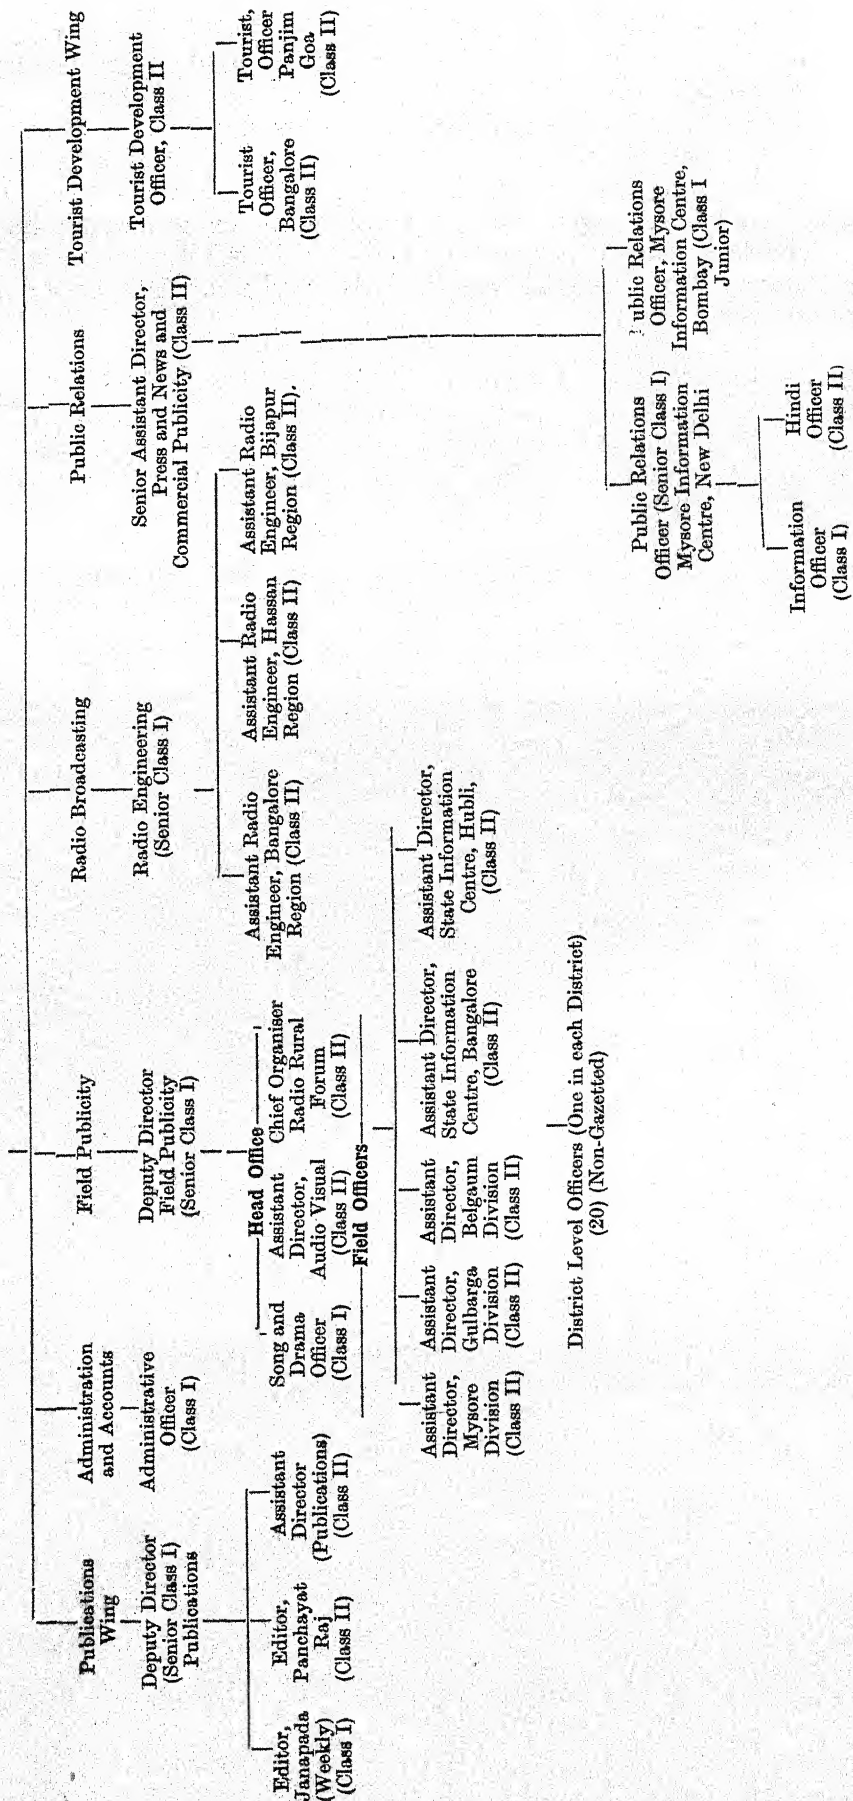 Publications
Wing
Deputy Director
(Senior Class I)
Publications
Editor,
Janapada
(Weekly)
(Class I)
Editor,
Panchayat
Raj
(Class II)
Assistant
Director
(Publications)
(Class II)
Administration
and Accounts
Administrative
Officer
(Class I)
Field Publicity
Deputy Director
Field Publicity
(Senior Class I)
Head Office
Song and
Drama
Officer
(Class I)
Assistant
Director,
Audio Visual
(Class II)
Chief Organiser
Radio Rural
Forum
(Class II)
Field Officers
Assistant
Director,
Mysore
Division
(Class II)
Assistant
Director,
Gulbarga
Division
(Class II)
Assistant
Director,
Belgaum
Division
(Class II)
Assistant Director,
State Information
Centre, Bangalore
(Class II)
Assistant Director,
State Information
Centre, Hubli,
(Class II)
District Level Officers (One in each District)
(20) (Non-Gazetted)
Radio Broadcasting
Radio Engineering
(Senior Class I)
Assistant Radio
Engineer, Bangalore
Region (Class II)
Assistant Radio
Engineer, Hassan
Region (Class II)
Assistant Radio
Engineer, Bijapur
Region (Class II).
Public Relations
Senior Assistant Director,
Press and News and
Commercial Publicity (Class II)
Public Relations
Officer (Senior Class I)
Mysore Information
Centre, New Delhi
Information
Officer
(Class I)
Hindi
Officer
(Class II)
ublic Relations
Officer, Mysore
Information Centre,
Bombay (Class I
Junior)
Tourist Development Wing
Tourist Development
Officer, Class II
Tourist
Officer,
Bangalore
(Class II)
Tourist,
Officer
Panjim
Goa
(Class II)